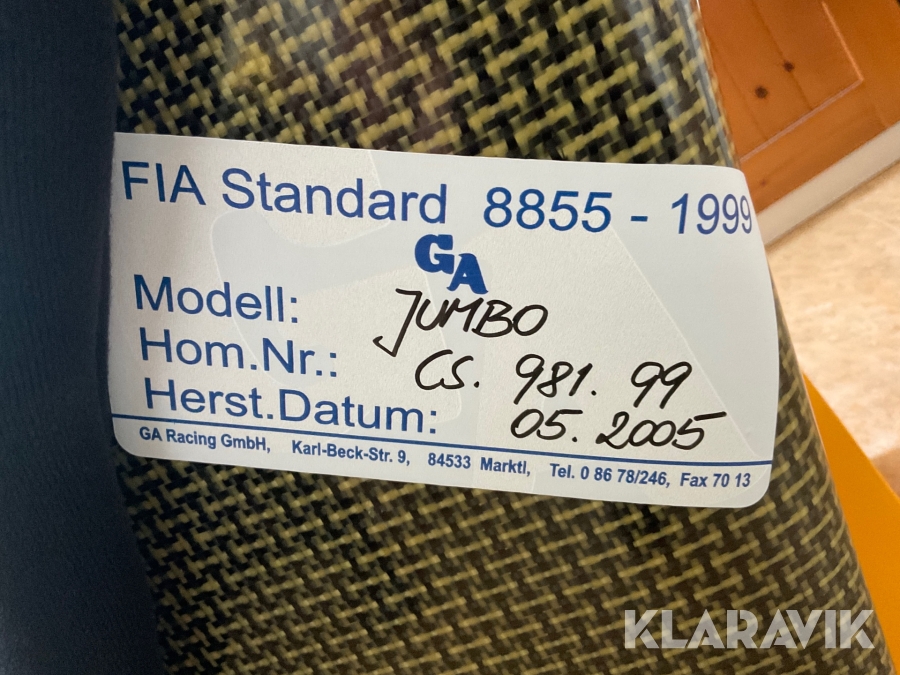 KLARAVIK
FIA Standard 8855 - 1999
GA
Modell: JUMBO
Hom.Nr.: CS. 981. 99
Herst.Datum: 05. 2005
GA Racing GmbH, Karl-Beck-Str. 9, 84533 Marktl, Tel. 0 86 78/246, Fax 70 13
KLARAVIK